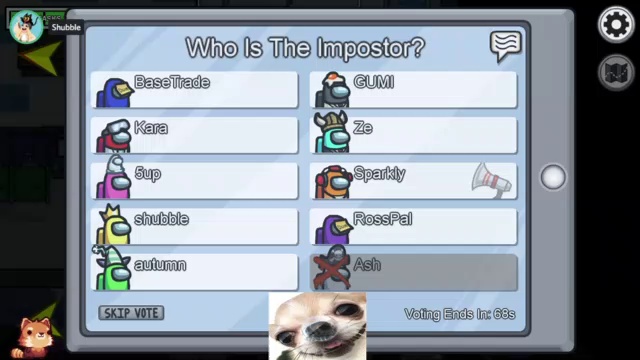 Shubble
Who Is The Impostor?
BaseTrade
GUMI
Kara
Ze
5up
Sparkly
shubble
RossPal
autumn
Ash
SKIP VOTE
Voting Ends In: 68s